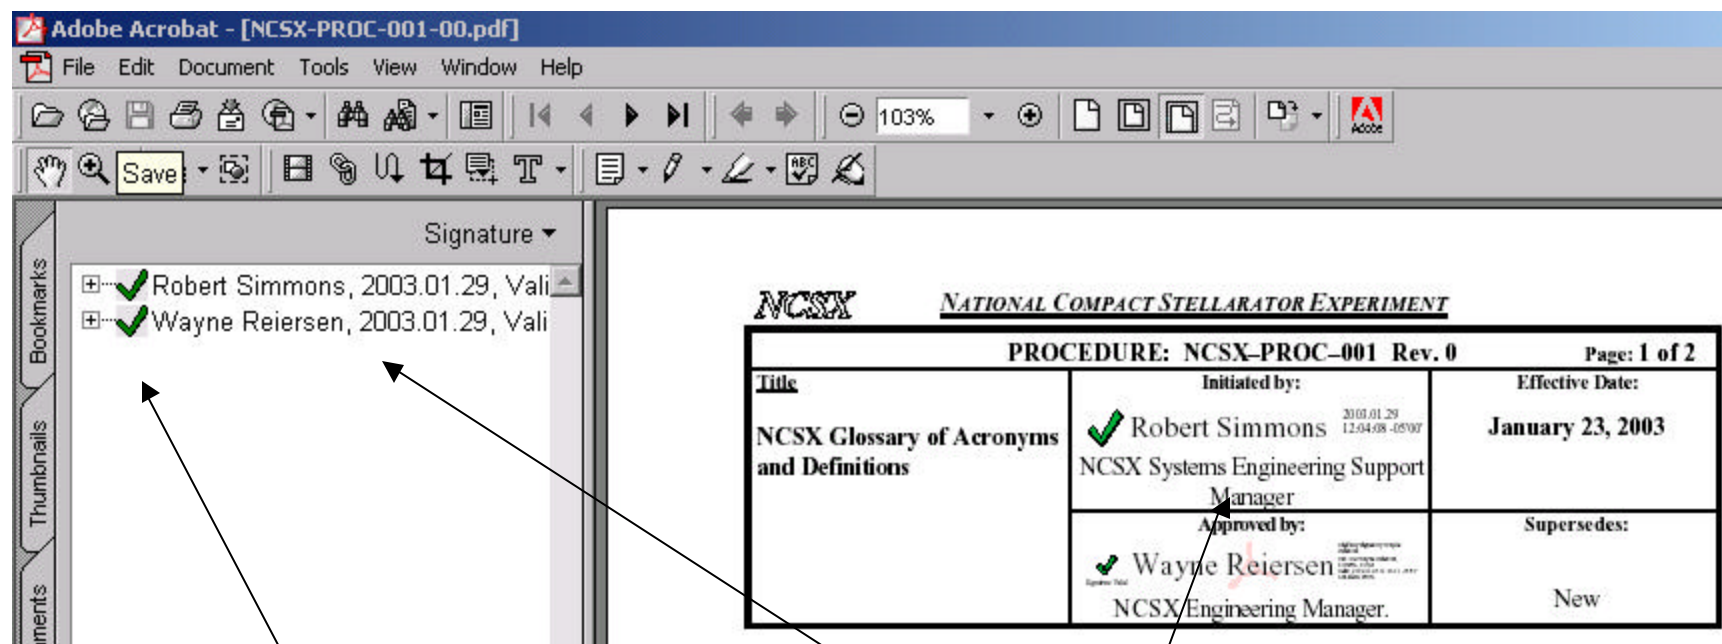 Adobe Acrobat - [NCSX-PROC-001-00.pdf]
File Edit Document Tools View Window Help
103%
Adobe
Save
ABC
Signature
Bookmarks
Thumbnails
Robert Simmons, 2003.01.29, Vali
Wayne Reiersen, 2003.01.29, Vali
NCSX NATIONAL COMPACT STELLARATOR EXPERIMENT
PROCEDURE: NCSX–PROC–001 Rev. 0 Page: 1 of 2
Title
NCSX Glossary of Acronyms
and Definitions
Initiated by:
Robert Simmons 2003.01.29
12:04:08 -05'00'
NCSX Systems Engineering Support
Manager
Effective Date:
January 23, 2003
Approved by:
Wayne Reiersen
NCSX Engineering Manager.
Supersedes:
New